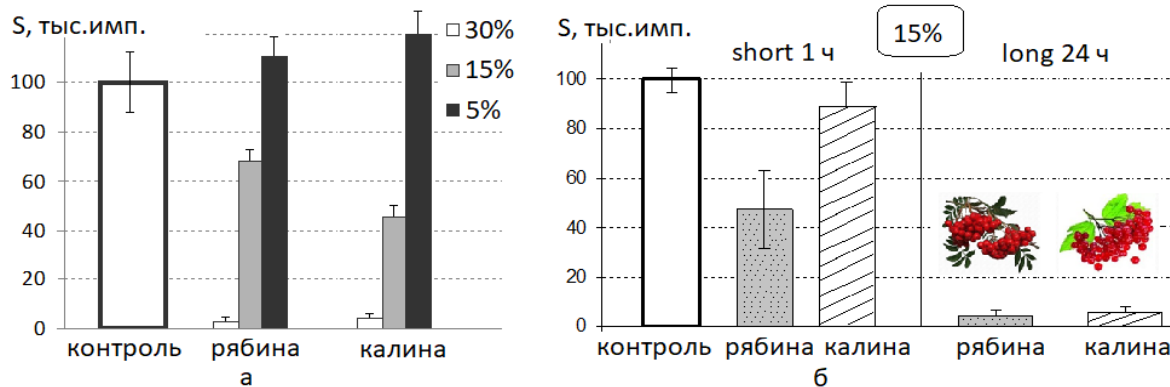 S, тыс.имп.
30%
15%
5%
100
80
60
40
20
0
контроль рябина калина
а
S, тыс.имп.
short 1 ч
15%
long 24 ч
100
80
60
40
20
0
контроль рябина калина рябина калина
б